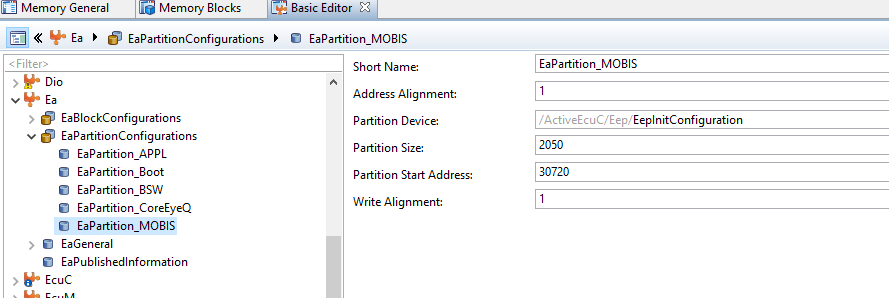 Memory General
Memory Blocks
Basic Editor
Ea
EaPartitionConfigurations
EaPartition_MOBIS
<Filter>
Dio
Ea
EaBlockConfigurations
EaPartitionConfigurations
EaPartition_APPL
EaPartition_Boot
EaPartition_BSW
EaPartition_CoreEyeQ
EaPartition_MOBIS
EaGeneral
EaPublishedInformation
EcuC
EcuM
Short Name: EaPartition_MOBIS
Address Alignment: 1
Partition Device: /ActiveEcuC/Eep/EepInitConfiguration
Partition Size: 2050
Partition Start Address: 30720
Write Alignment: 1